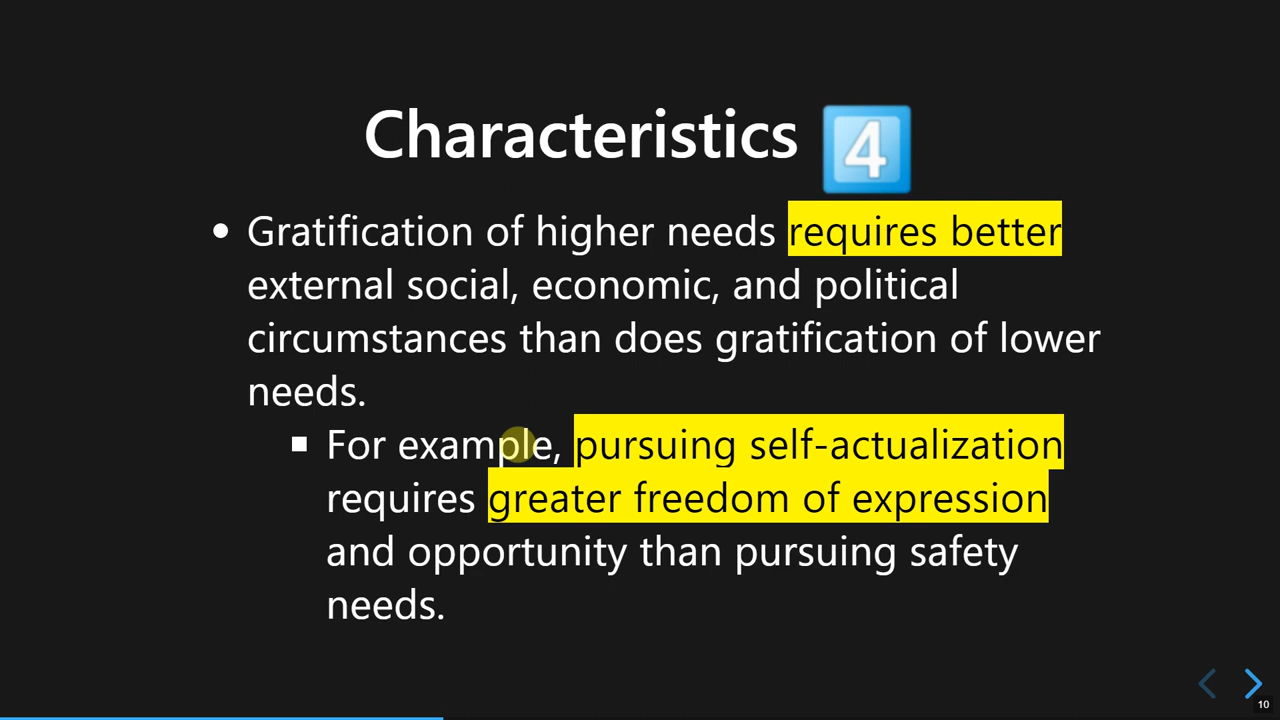 Characteristics 4️⃣
• Gratification of higher needs requires better
external social, economic, and political
circumstances than does gratification of lower
needs.
▪ For example, pursuing self-actualization
requires greater freedom of expression
and opportunity than pursuing safety
needs.
10